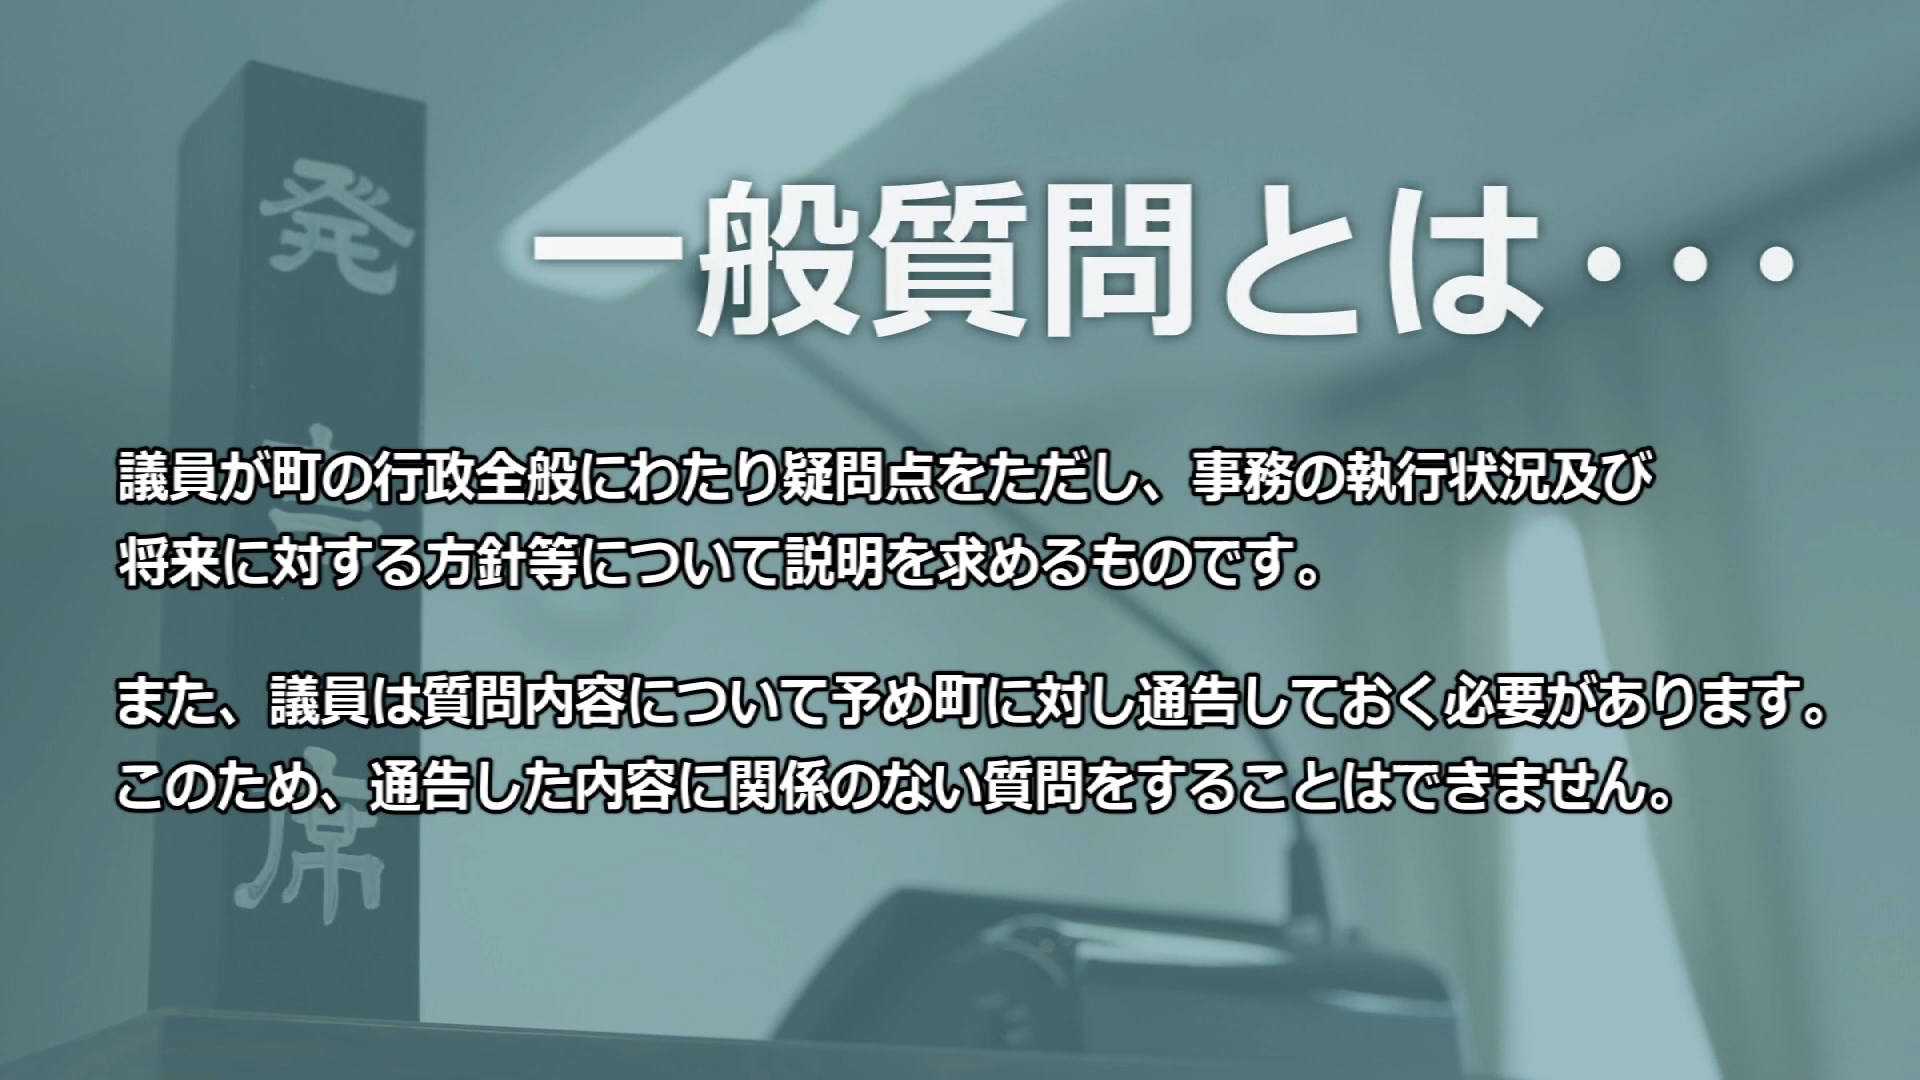 一般質問とは・・・
議員が町の行政全般にわたり疑問点をただし、事務の執行状況及び
将来に対する方針等について説明を求めるものです。
また、議員は質問内容について予め町に対し通告しておく必要があります。
このため、通告した内容に関係のない質問をすることはできません。
発言席